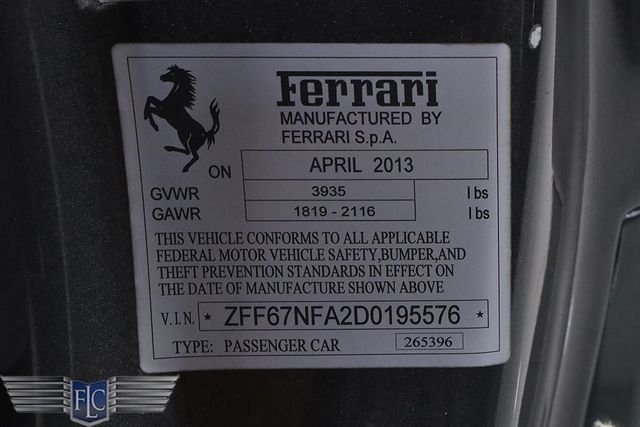 Ferrari
MANUFACTURED BY
FERRARI S.p.A.
ON APRIL 2013
GVWR 3935 lbs
GAWR 1819 - 2116 lbs
THIS VEHICLE CONFORMS TO ALL APPLICABLE
FEDERAL MOTOR VEHICLE SAFETY,BUMPER,AND
THEFT PREVENTION STANDARDS IN EFFECT ON
THE DATE OF MANUFACTURE SHOWN ABOVE
V.I.N. * ZFF67NFA2D0195576 *
TYPE: PASSENGER CAR 265396
FLC